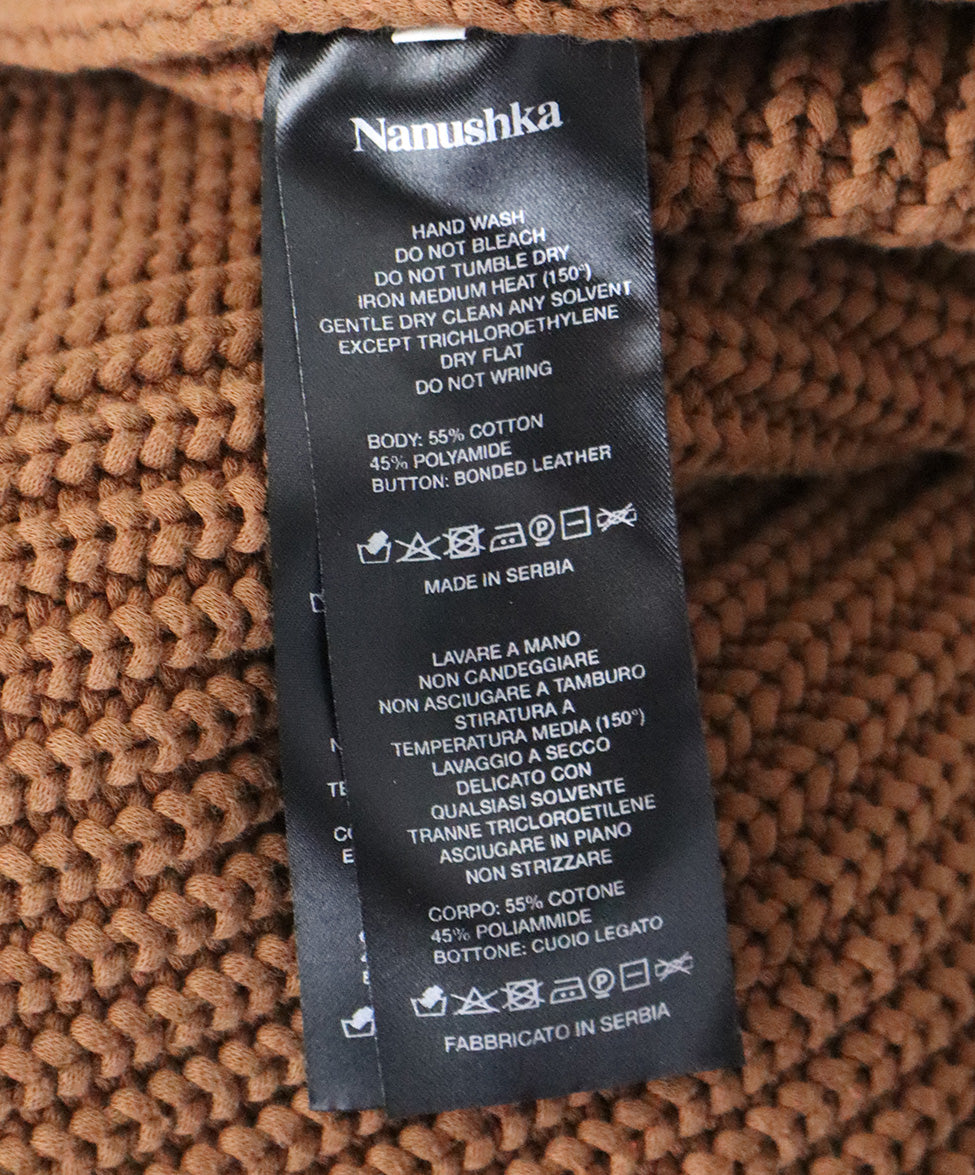 Nanushka
HAND WASH
DO NOT BLEACH
DO NOT TUMBLE DRY
IRON MEDIUM HEAT (150°)
GENTLE DRY CLEAN ANY SOLVENT
EXCEPT TRICHLOROETHYLENE
DRY FLAT
DO NOT WRING
BODY: 55% COTTON
45% POLYAMIDE
BUTTON: BONDED LEATHER
P
MADE IN SERBIA
LAVARE A MANO
NON CANDEGGIARE
NON ASCIUGARE A TAMBURO
STIRATURA A
TEMPERATURA MEDIA (150°)
LAVAGGIO A SECCO
DELICATO CON
QUALSIASI SOLVENTE
TRANNE TRICLOROETILENE
ASCIUGARE IN PIANO
NON STRIZZARE
CORPO: 55% COTONE
45% POLIAMMIDE
BOTTONE: CUOIO LEGATO
P
FABBRICATO IN SERBIA